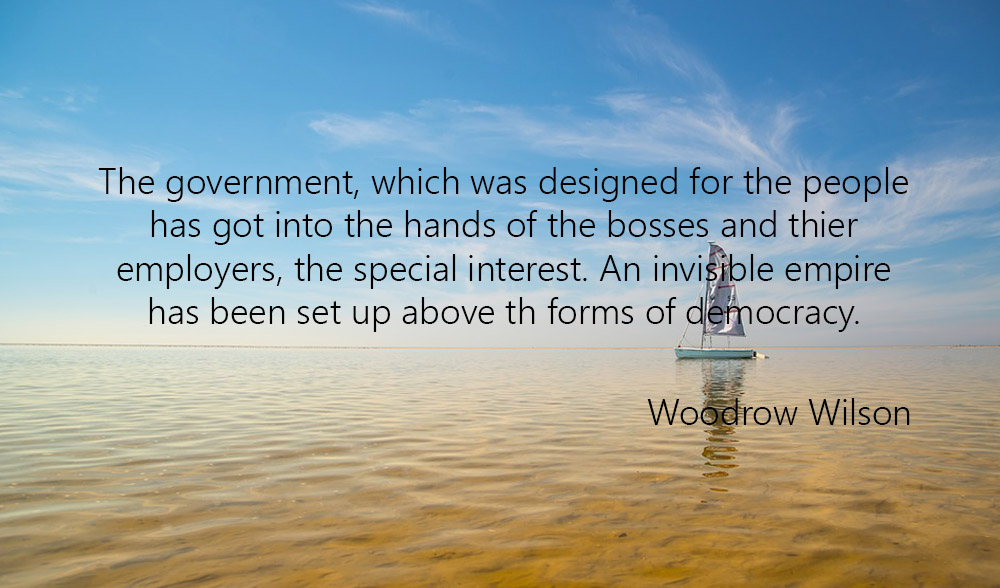 The government, which was designed for the people
has got into the hands of the bosses and thier
employers, the special interest. An invisible empire
has been set up above th forms of democracy.
Woodrow Wilson